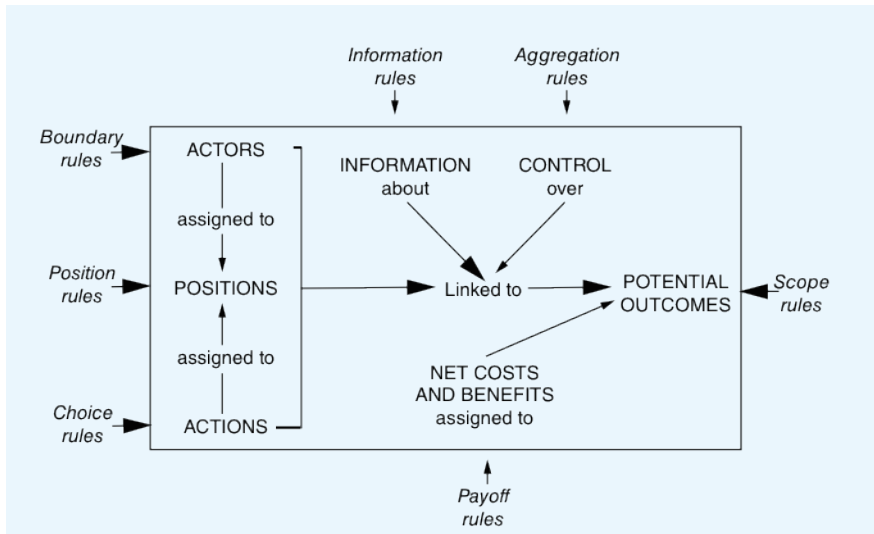 Information
rules
Aggregation
rules
Boundary
rules
ACTORS
INFORMATION
about
CONTROL
over
assigned to
Position
rules
POSITIONS
Linked to
POTENTIAL
OUTCOMES
Scope
rules
assigned to
NET COSTS
AND BENEFITS
assigned to
Choice
rules
ACTIONS
Payoff
rules